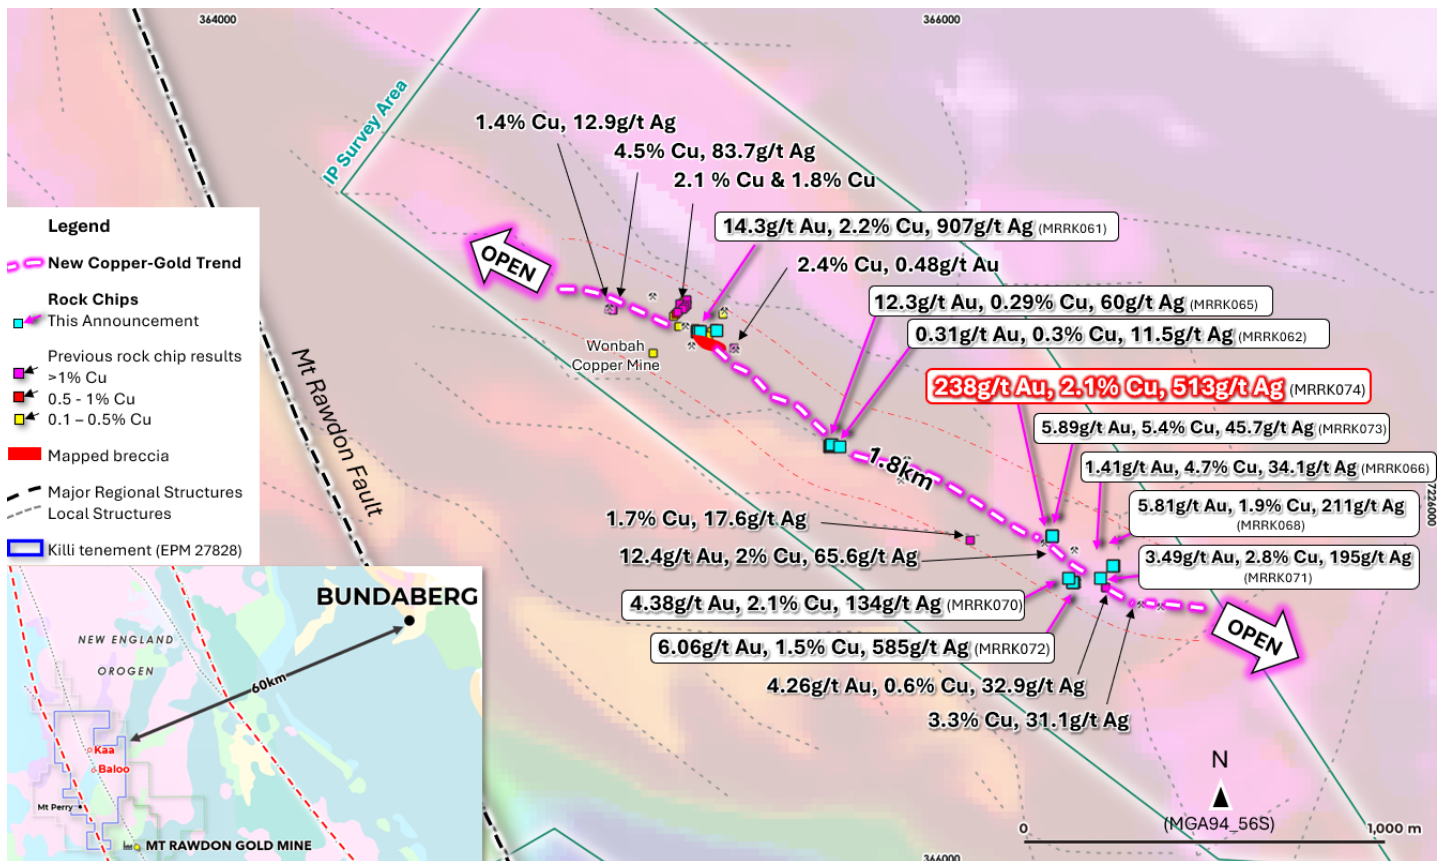 364000
366000
IP Survey Area
1.4% Cu, 12.9g/t Ag
4.5% Cu, 83.7g/t Ag
2.1 % Cu & 1.8% Cu
14.3g/t Au, 2.2% Cu, 907g/t Ag (MRRK061)
OPEN
2.4% Cu, 0.48g/t Au
12.3g/t Au, 0.29% Cu, 60g/t Ag (MRRK065)
0.31g/t Au, 0.3% Cu, 11.5g/t Ag (MRRK062)
Wonbah
Copper Mine
238g/t Au, 2.1% Cu, 513g/t Ag (MRRK074)
5.89g/t Au, 5.4% Cu, 45.7g/t Ag (MRRK073)
1.8km
1.41g/t Au, 4.7% Cu, 34.1g/t Ag (MRRK066)
7226000
5.81g/t Au, 1.9% Cu, 211g/t Ag
(MRRK068)
1.7% Cu, 17.6g/t Ag
12.4g/t Au, 2% Cu, 65.6g/t Ag
3.49g/t Au, 2.8% Cu, 195g/t Ag
(MRRK071)
4.38g/t Au, 2.1% Cu, 134g/t Ag (MRRK070)
6.06g/t Au, 1.5% Cu, 585g/t Ag (MRRK072)
OPEN
4.26g/t Au, 0.6% Cu, 32.9g/t Ag
3.3% Cu, 31.1g/t Ag
Mt Rawdon Fault
Legend
New Copper-Gold Trend
Rock Chips
This Announcement
Previous rock chip results
>1% Cu
0.5 - 1% Cu
0.1 – 0.5% Cu
Mapped breccia
Major Regional Structures
Local Structures
Killi tenement (EPM 27828)
BUNDABERG
NEW ENGLAND
OROGEN
60km
Kaa
Baloo
Mt Perry
MT RAWDON GOLD MINE
N
(MGA94_56S)
0
1,000 m
366000